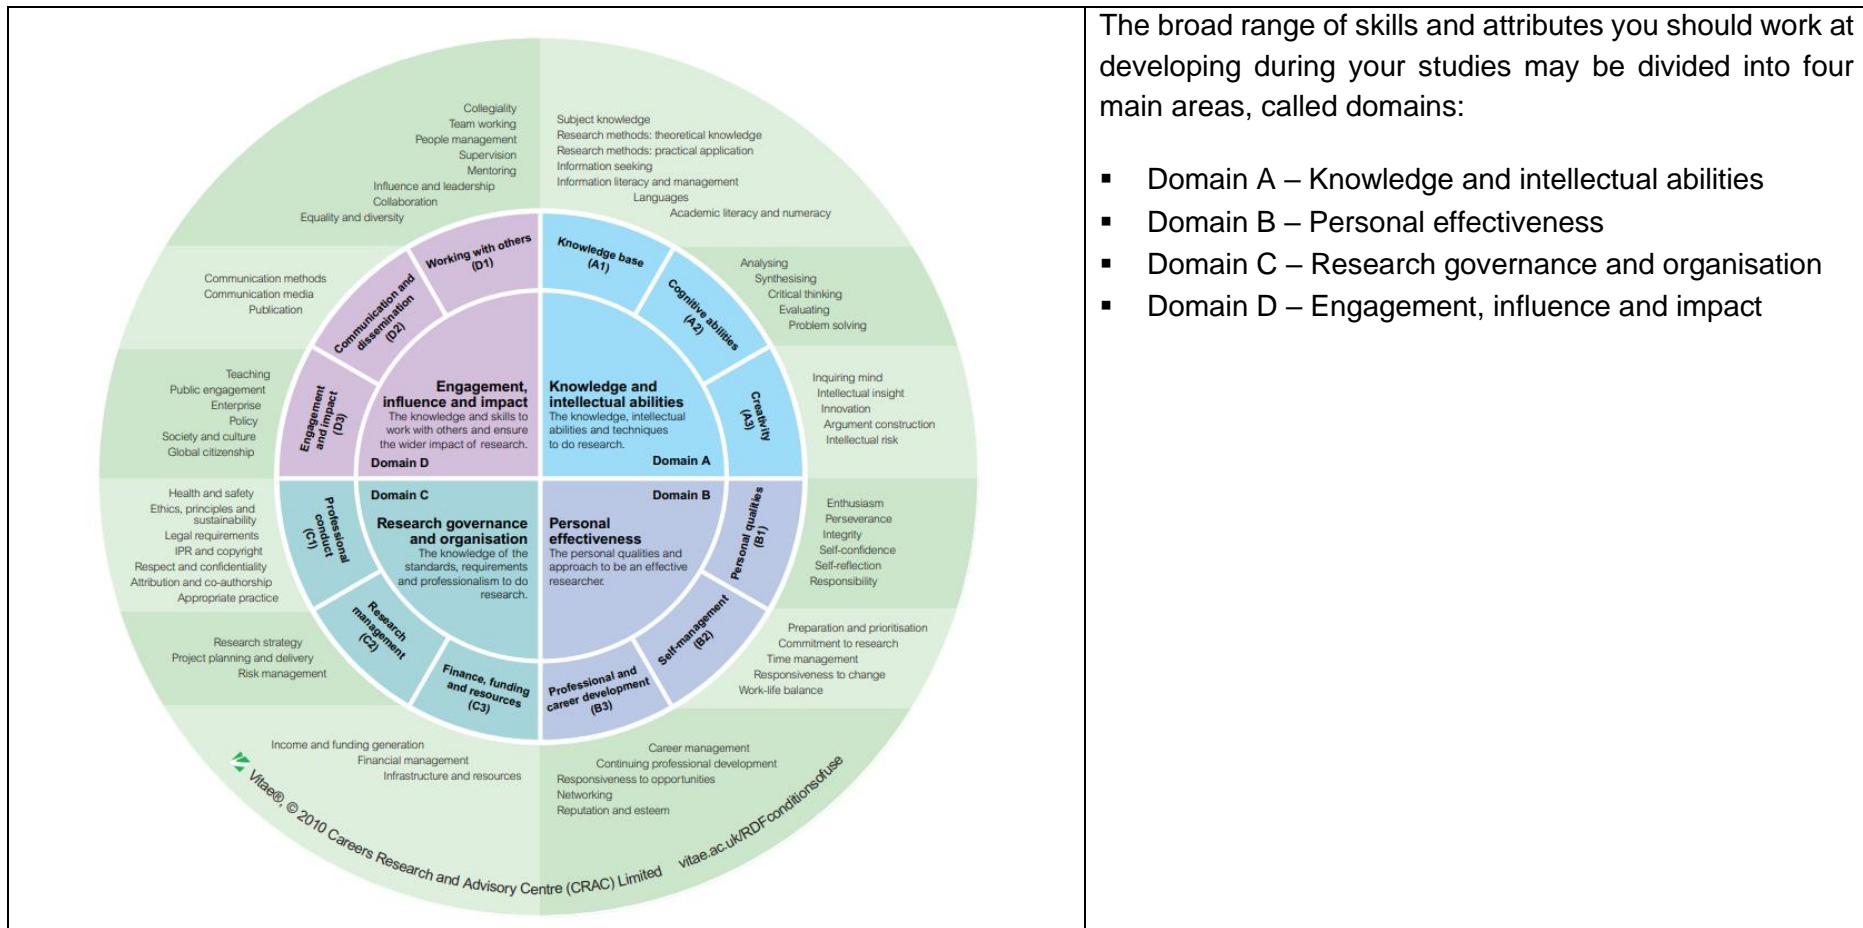 Collegiality
Team working
People management
Supervision
Mentoring
Influence and leadership
Collaboration
Equality and diversity
Subject knowledge
Research methods: theoretical knowledge
Research methods: practical application
Information seeking
Information literacy and management
Languages
Academic literacy and numeracy
Working with others
(D1)
Knowledge base
(A1)
Communication methods
Communication media
Publication
Communication and
dissemination
(D2)
Cognitive abilities
(A2)
Analysing
Synthesising
Critical thinking
Evaluating
Problem solving
Teaching
Public engagement
Enterprise
Policy
Society and culture
Global citizenship
Engagement
and impact
(D3)
Engagement,
influence and impact
The knowledge and skills to
work with others and ensure
the wider impact of research.
Domain D
Knowledge and
intellectual abilities
The knowledge, intellectual
abilities and techniques
to do research.
Domain A
Creativity
(A3)
Inquiring mind
Intellectual insight
Innovation
Argument construction
Intellectual risk
Health and safety
Ethics, principles and
sustainability
Legal requirements
IPR and copyright
Respect and confidentiality
Attribution and co-authorship
Appropriate practice
Professional
conduct
(C1)
Domain C
Research governance
and organisation
The knowledge of the
standards, requirements
and professionalism to do
research.
Domain B
Personal
effectiveness
The personal qualities and
approach to be an effective
researcher.
Personal qualities
(B1)
Enthusiasm
Perseverance
Integrity
Self-confidence
Self-reflection
Responsibility
Research strategy
Project planning and delivery
Risk management
Research
management
(C2)
Self-management
(B2)
Preparation and prioritisation
Commitment to research
Time management
Responsiveness to change
Work-life balance
Finance, funding
and resources
(C3)
Professional and
career development
(B3)
Income and funding generation
Financial management
Infrastructure and resources
Career management
Continuing professional development
Responsiveness to opportunities
Networking
Reputation and esteem
Vitae®, © 2010 Careers Research and Advisory Centre (CRAC) Limited vitae.ac.uk/RDFconditionsofuse
The broad range of skills and attributes you should work at
developing during your studies may be divided into four
main areas, called domains:
▪ Domain A – Knowledge and intellectual abilities
▪ Domain B – Personal effectiveness
▪ Domain C – Research governance and organisation
▪ Domain D – Engagement, influence and impact